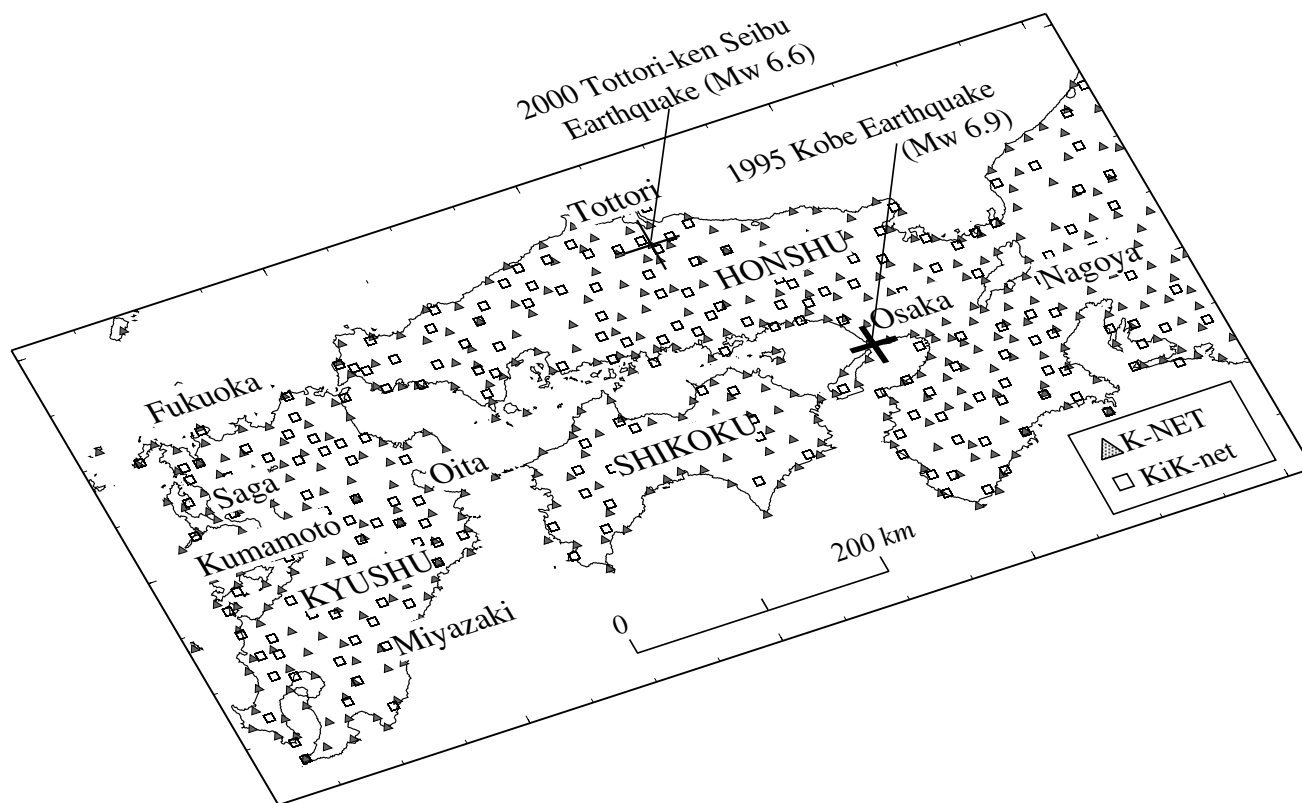 2000 Tottori-ken Seibu
Earthquake (Mw 6.6)
1995 Kobe Earthquake
(Mw 6.9)
Tottori
HONSHU
Nagoya
Osaka
Fukuoka
SHIKOKU
Oita
Saga
K-NET
KiK-net
Kumamoto
KYUSHU
200 km
0
Miyazaki